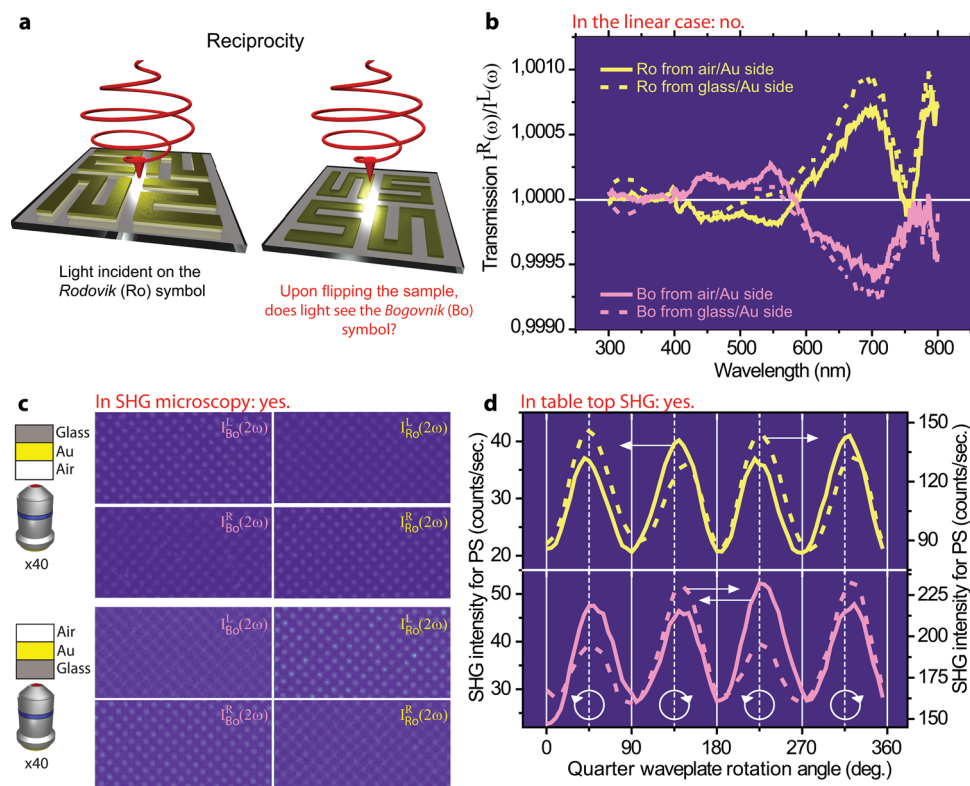 a
Reciprocity
Light incident on the
Rodovik (Ro) symbol
Upon flipping the sample,
does light see the Bogovnik (Bo)
symbol?
b
In the linear case: no.
Transmission I^R(ω)/I^L(ω)
1,0010
1,0005
1,0000
0,9995
0,9990
Ro from air/Au side
Ro from glass/Au side
Bo from air/Au side
Bo from glass/Au side
300 400 500 600 700 800
Wavelength (nm)
c
In SHG microscopy: yes.
Glass
Au
Air
x40
I^L_Bo(2ω) I^L_Ro(2ω)
I^R_Bo(2ω) I^R_Ro(2ω)
Air
Au
Glass
x40
I^L_Bo(2ω) I^L_Ro(2ω)
I^R_Bo(2ω) I^R_Ro(2ω)
d
In table top SHG: yes.
SHG intensity for PS (counts/sec.)
40
30
20
50
40
30
150
120
90
220
200
175
150
SHG intensity for PS (counts/sec.)
0 90 180 270 360
Quarter waveplate rotation angle (deg.)